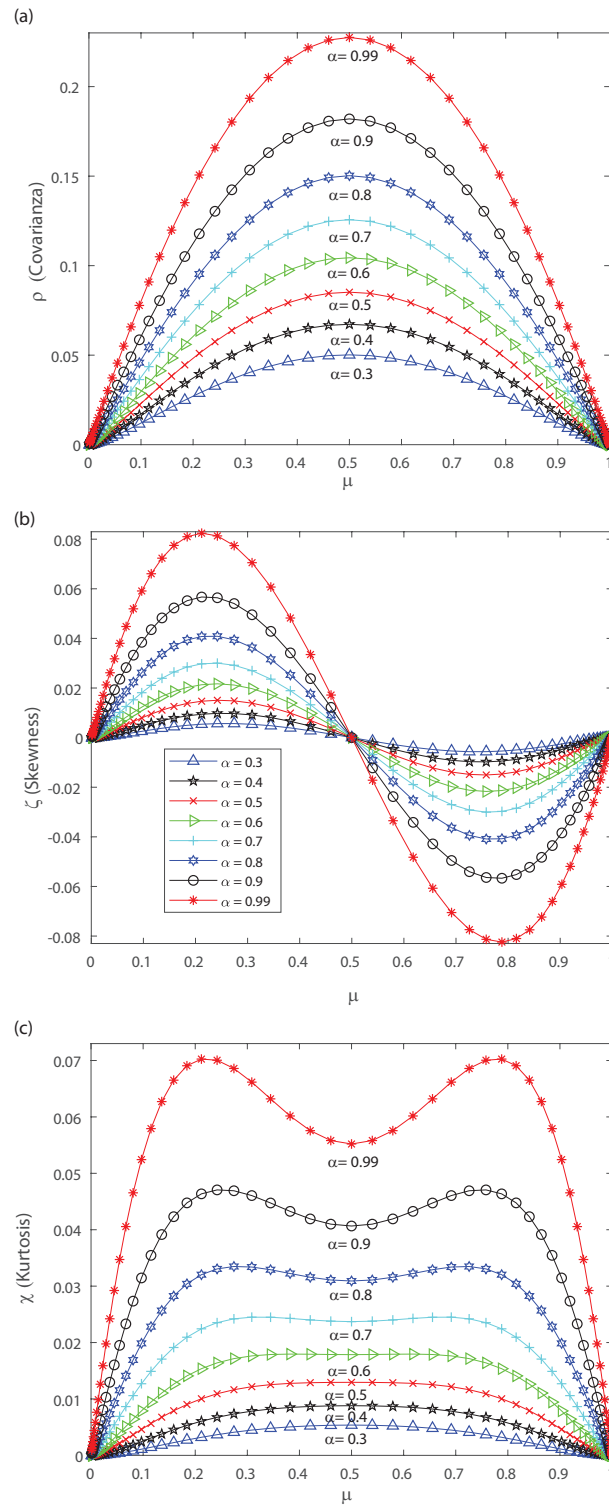 (a)
0.2
0.15
0.1
0.05
0
ρ (Covarianza)
α= 0.99
α= 0.9
α= 0.8
α= 0.7
α= 0.6
α= 0.5
α= 0.4
α= 0.3
0 0.1 0.2 0.3 0.4 0.5 0.6 0.7 0.8 0.9 1
μ
(b)
0.08
0.06
0.04
0.02
0
-0.02
-0.04
-0.06
-0.08
ζ (Skewness)
α = 0.3
α = 0.4
α = 0.5
α = 0.6
α = 0.7
α = 0.8
α = 0.9
α = 0.99
0 0.1 0.2 0.3 0.4 0.5 0.6 0.7 0.8 0.9
μ
(c)
0.07
0.06
0.05
0.04
0.03
0.02
0.01
0
χ (Kurtosis)
α= 0.99
α= 0.9
α= 0.8
α= 0.7
α= 0.6
α= 0.5
α= 0.4
α= 0.3
0 0.1 0.2 0.3 0.4 0.5 0.6 0.7 0.8 0.9
μ